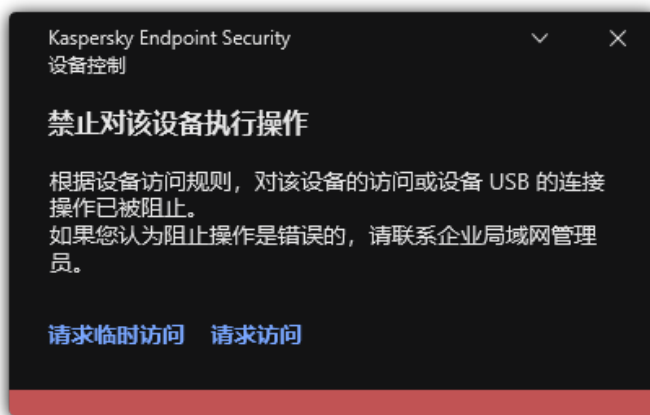 Kaspersky Endpoint Security
设备控制
禁止对该设备执行操作
根据设备访问规则，对该设备的访问或设备 USB 的连接
操作已被阻止。
如果您认为阻止操作是错误的，请联系企业局域网管理
员。
请求临时访问 请求访问